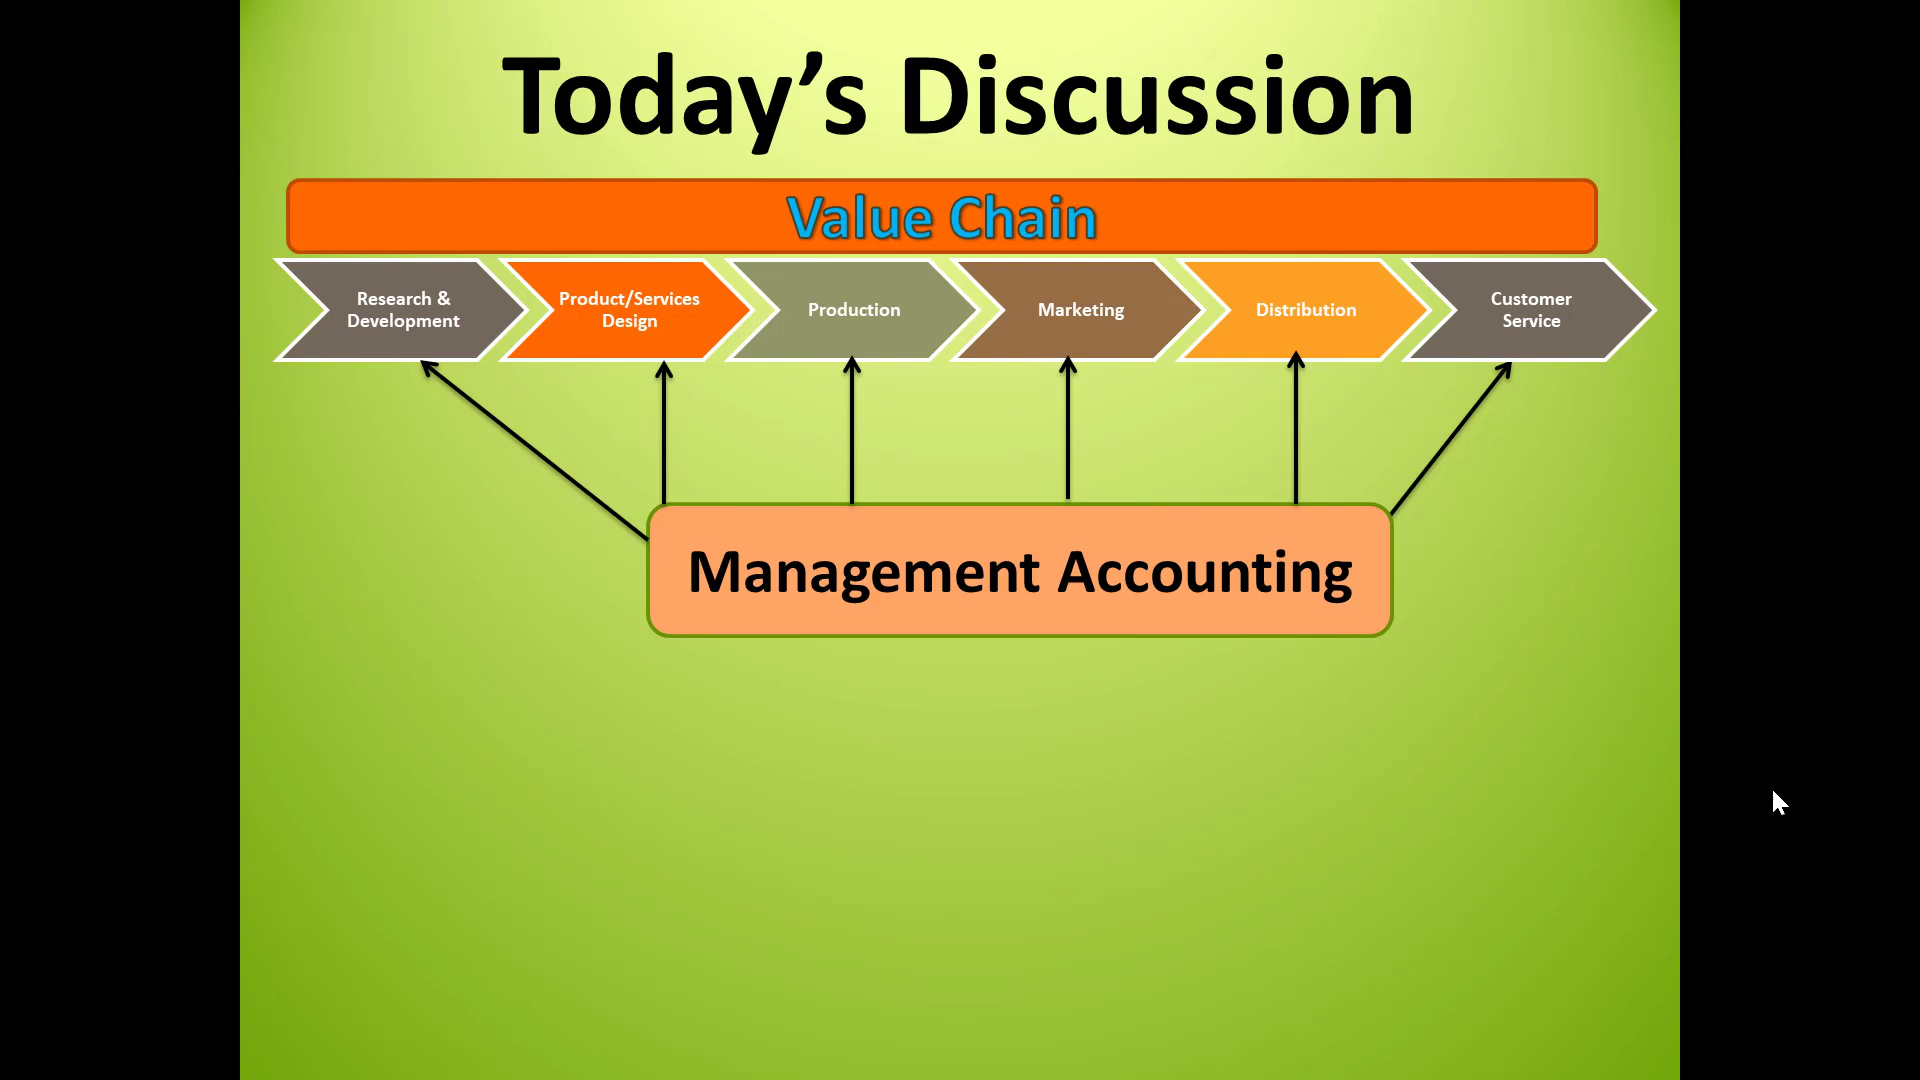 Today’s Discussion
Value Chain
Research &
Development
Product/Services
Design
Production
Marketing
Distribution
Customer
Service
Management Accounting